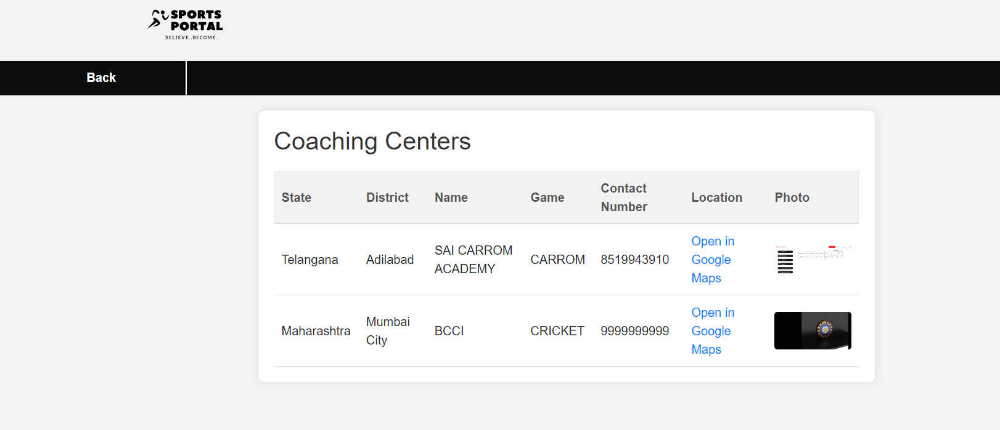 SPORTS
PORTAL
BELIEVE..BECOME..
Back
Coaching Centers
State District Name Game Contact Number Location Photo
Telangana Adilabad SAI CARROM ACADEMY CARROM 8519943910 Open in Google Maps
Maharashtra Mumbai City BCCI CRICKET 9999999999 Open in Google Maps